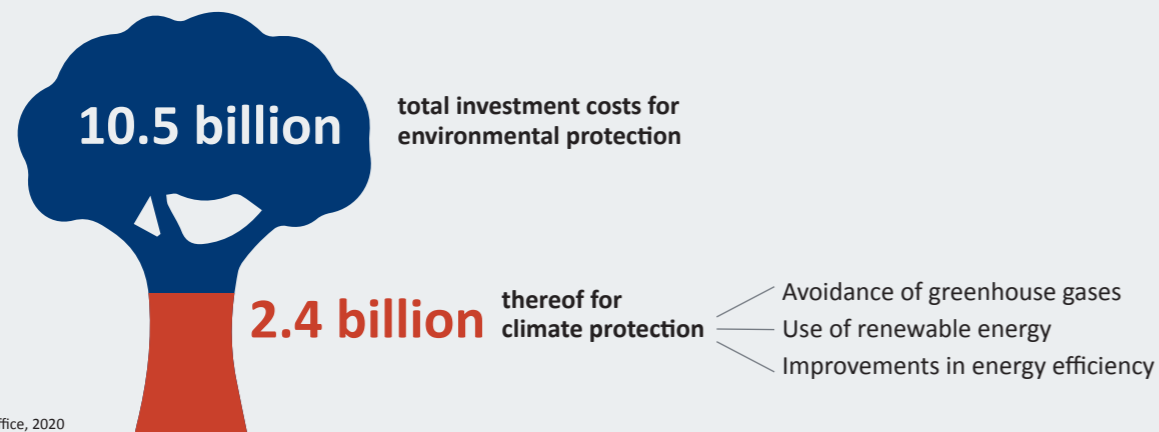 10.5 billion
total investment costs for
environmental protection
2.4 billion
thereof for
climate protection
Avoidance of greenhouse gases
Use of renewable energy
Improvements in energy efficiency
2020